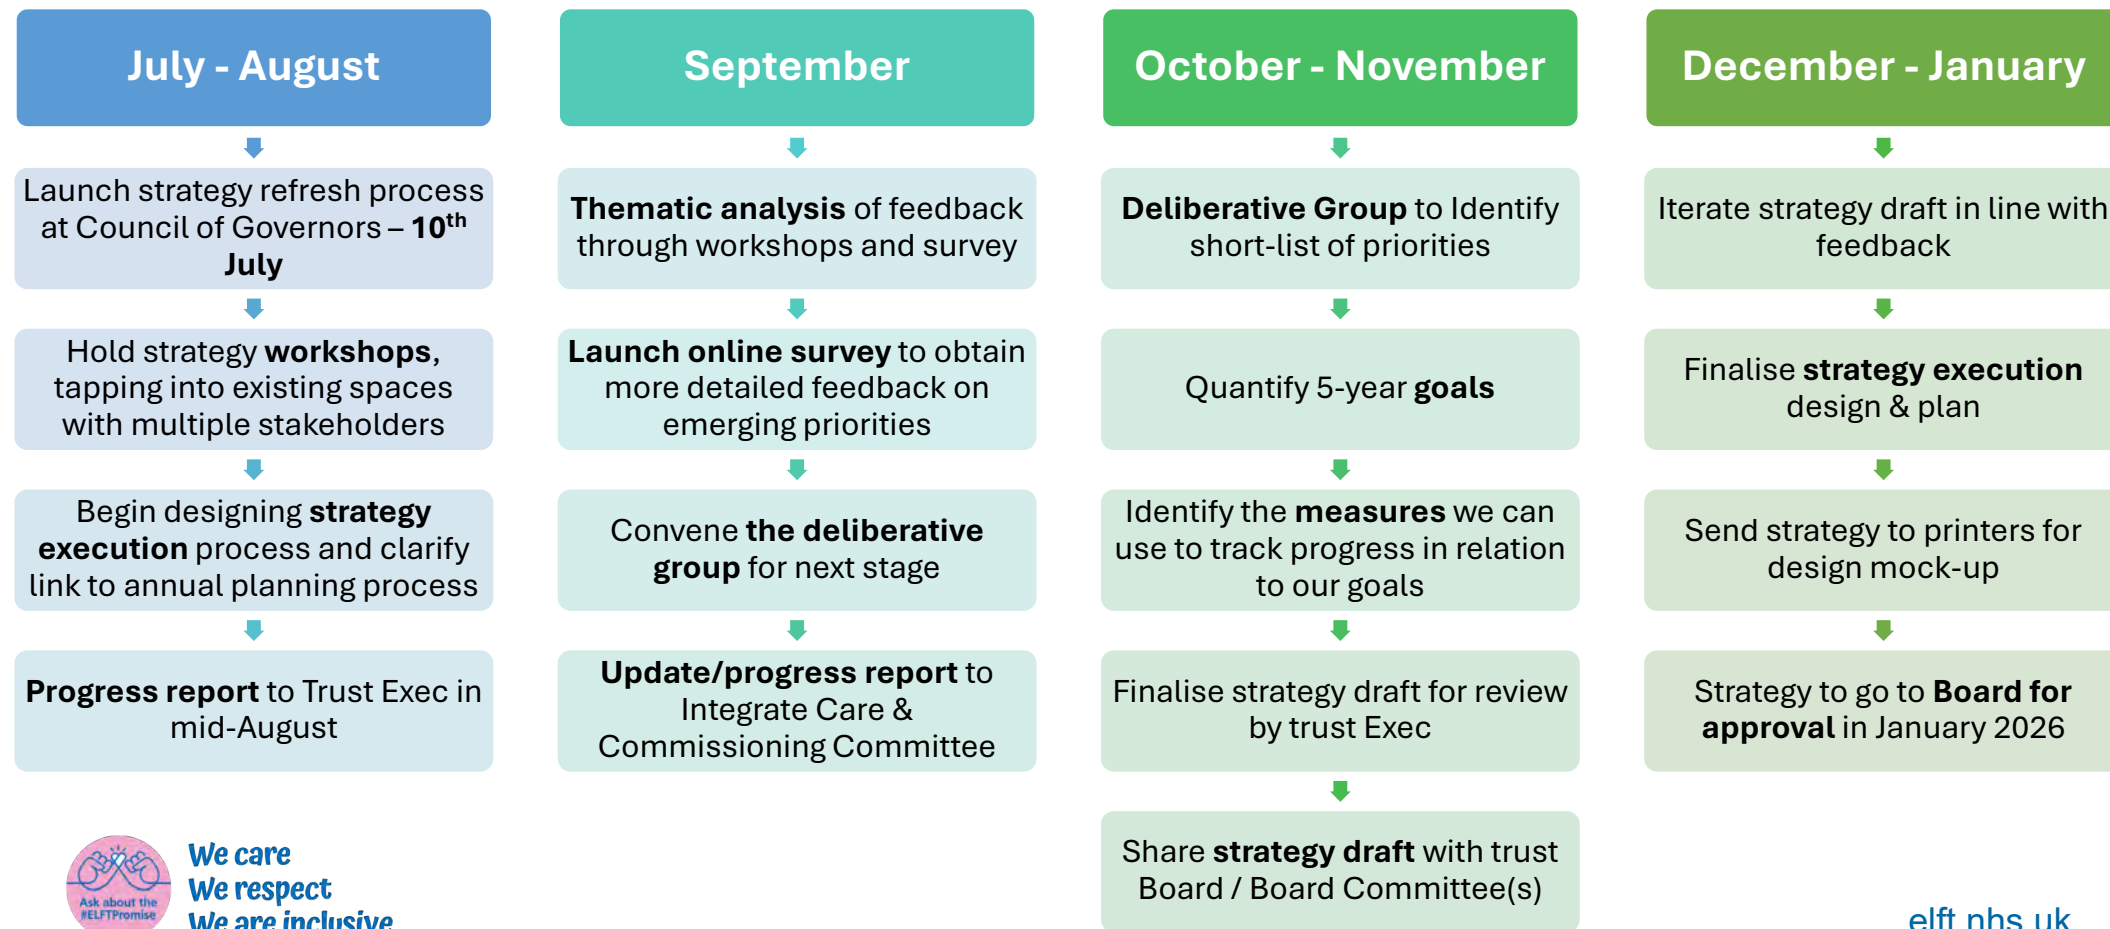 July - August
Launch strategy refresh process
at Council of Governors – 10th
July
Hold strategy workshops,
tapping into existing spaces
with multiple stakeholders
Begin designing strategy
execution process and clarify
link to annual planning process
Progress report to Trust Exec in
mid-August
September
Thematic analysis of feedback
through workshops and survey
Launch online survey to obtain
more detailed feedback on
emerging priorities
Convene the deliberative
group for next stage
Update/progress report to
Integrate Care &
Commissioning Committee
October - November
Deliberative Group to Identify
short-list of priorities
Quantify 5-year goals
Identify the measures we can
use to track progress in relation
to our goals
Finalise strategy draft for review
by trust Exec
Share strategy draft with trust
Board / Board Committee(s)
December - January
Iterate strategy draft in line with
feedback
Finalise strategy execution
design & plan
Send strategy to printers for
design mock-up
Strategy to go to Board for
approval in January 2026
Ask about the
#ELFTPromise
We care
We respect
We are inclusive
elft.nhs.uk